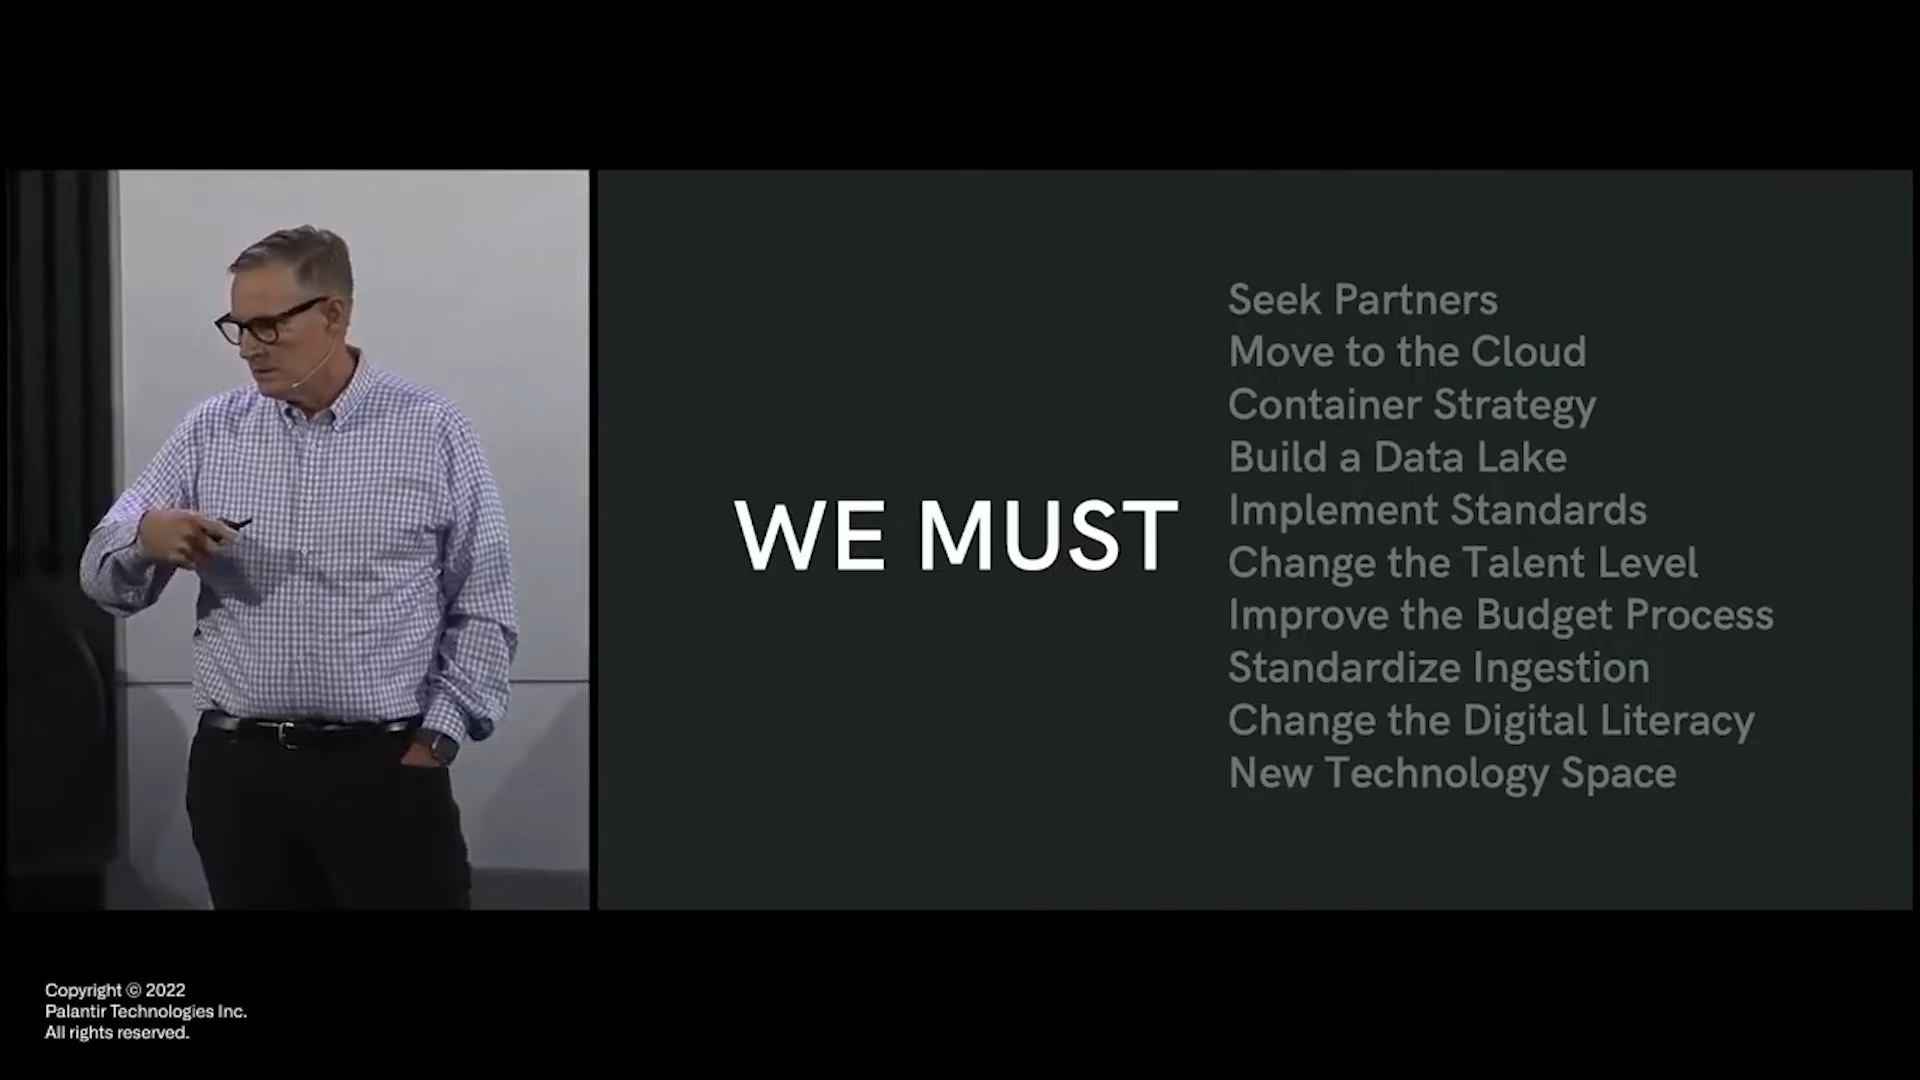 WE MUST
Seek Partners
Move to the Cloud
Container Strategy
Build a Data Lake
Implement Standards
Change the Talent Level
Improve the Budget Process
Standardize Ingestion
Change the Digital Literacy
New Technology Space
Copyright © 2022
Palantir Technologies Inc.
All rights reserved.